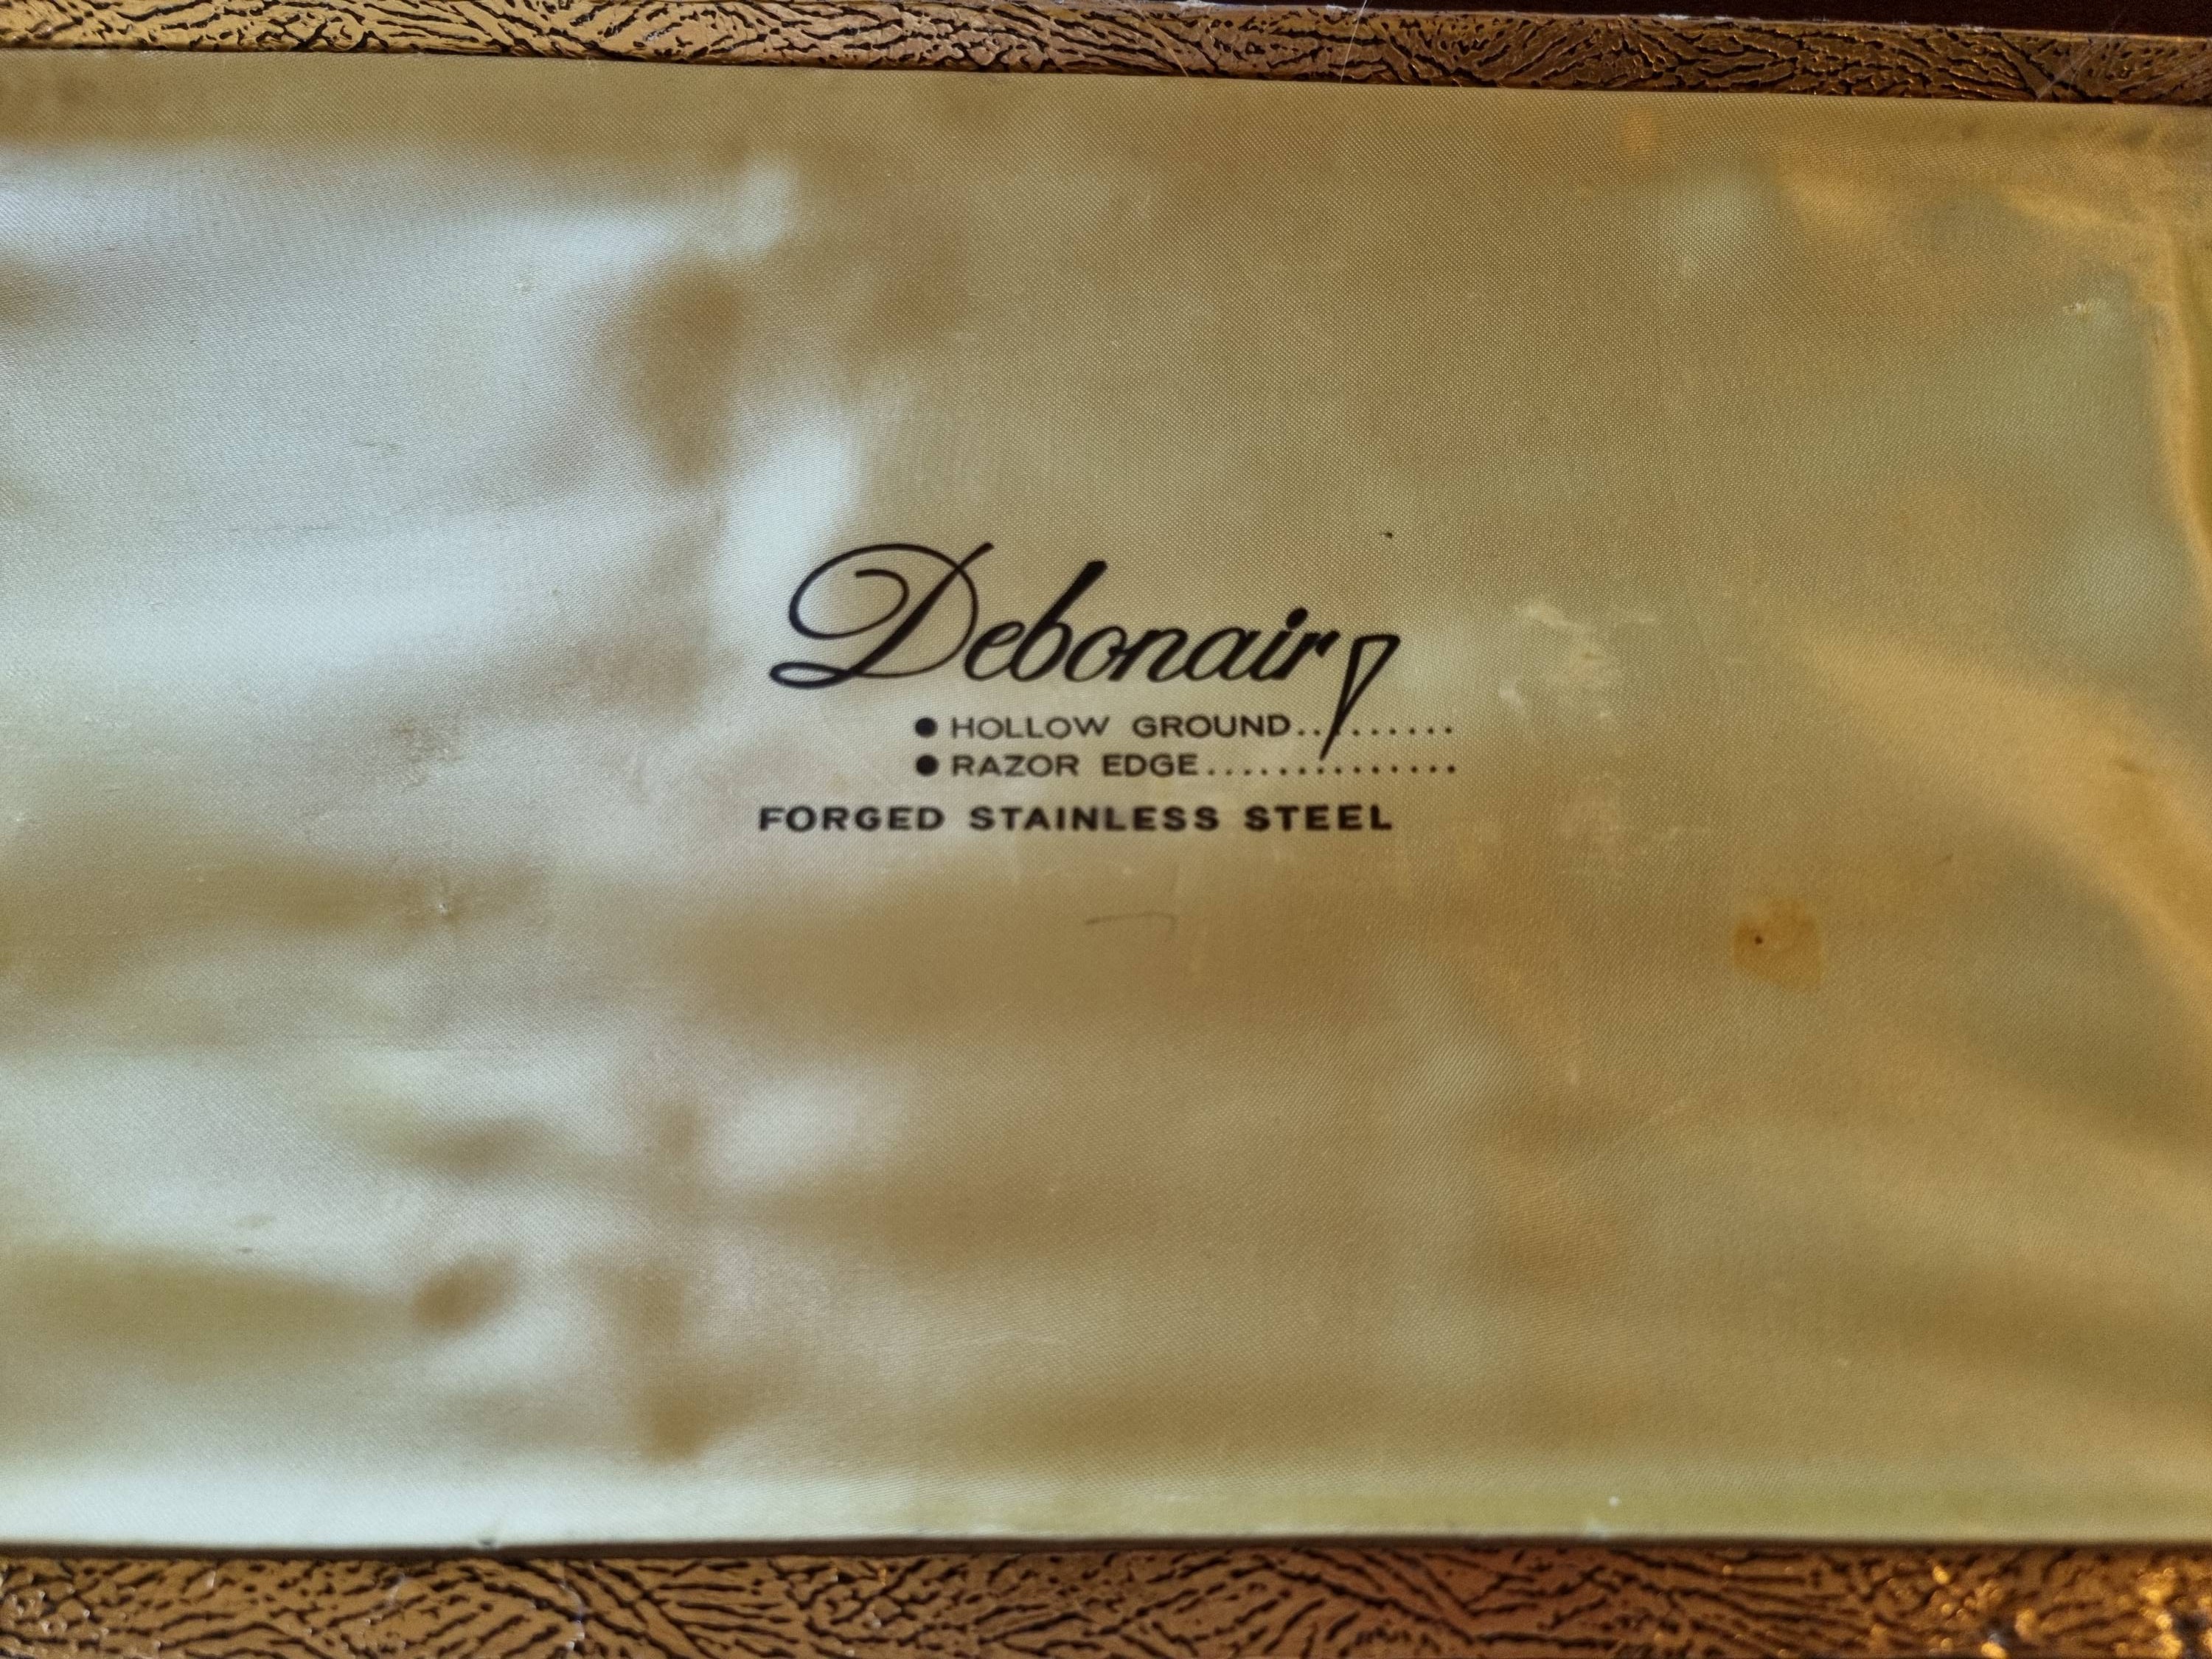 Debonair
● HOLLOW GROUND.........
● RAZOR EDGE..............
FORGED STAINLESS STEEL